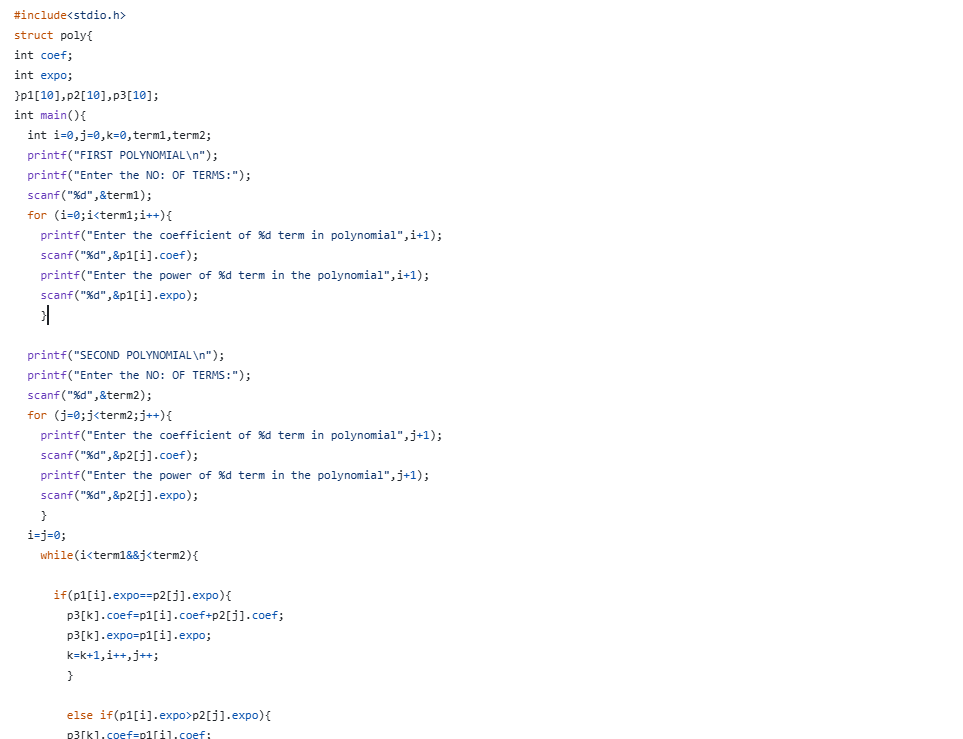 #include<stdio.h>
struct poly{
int coef;
int expo;
}p1[10],p2[10],p3[10];
int main(){
int i=0,j=0,k=0,term1,term2;
printf("FIRST POLYNOMIAL\n");
printf("Enter the NO: OF TERMS:");
scanf("%d",&term1);
for (i=0;i<term1;i++){
printf("Enter the coefficient of %d term in polynomial",i+1);
scanf("%d",&p1[i].coef);
printf("Enter the power of %d term in the polynomial",i+1);
scanf("%d",&p1[i].expo);
}
printf("SECOND POLYNOMIAL\n");
printf("Enter the NO: OF TERMS:");
scanf("%d",&term2);
for (j=0;j<term2;j++){
printf("Enter the coefficient of %d term in polynomial",j+1);
scanf("%d",&p2[j].coef);
printf("Enter the power of %d term in the polynomial",j+1);
scanf("%d",&p2[j].expo);
}
i=j=0;
while(i<term1&&j<term2){
if(p1[i].expo==p2[j].expo){
p3[k].coef=p1[i].coef+p2[j].coef;
p3[k].expo=p1[i].expo;
k=k+1,i++,j++;
}
else if(p1[i].expo>p2[j].expo){
p3[k].coef=p1[i].coef;